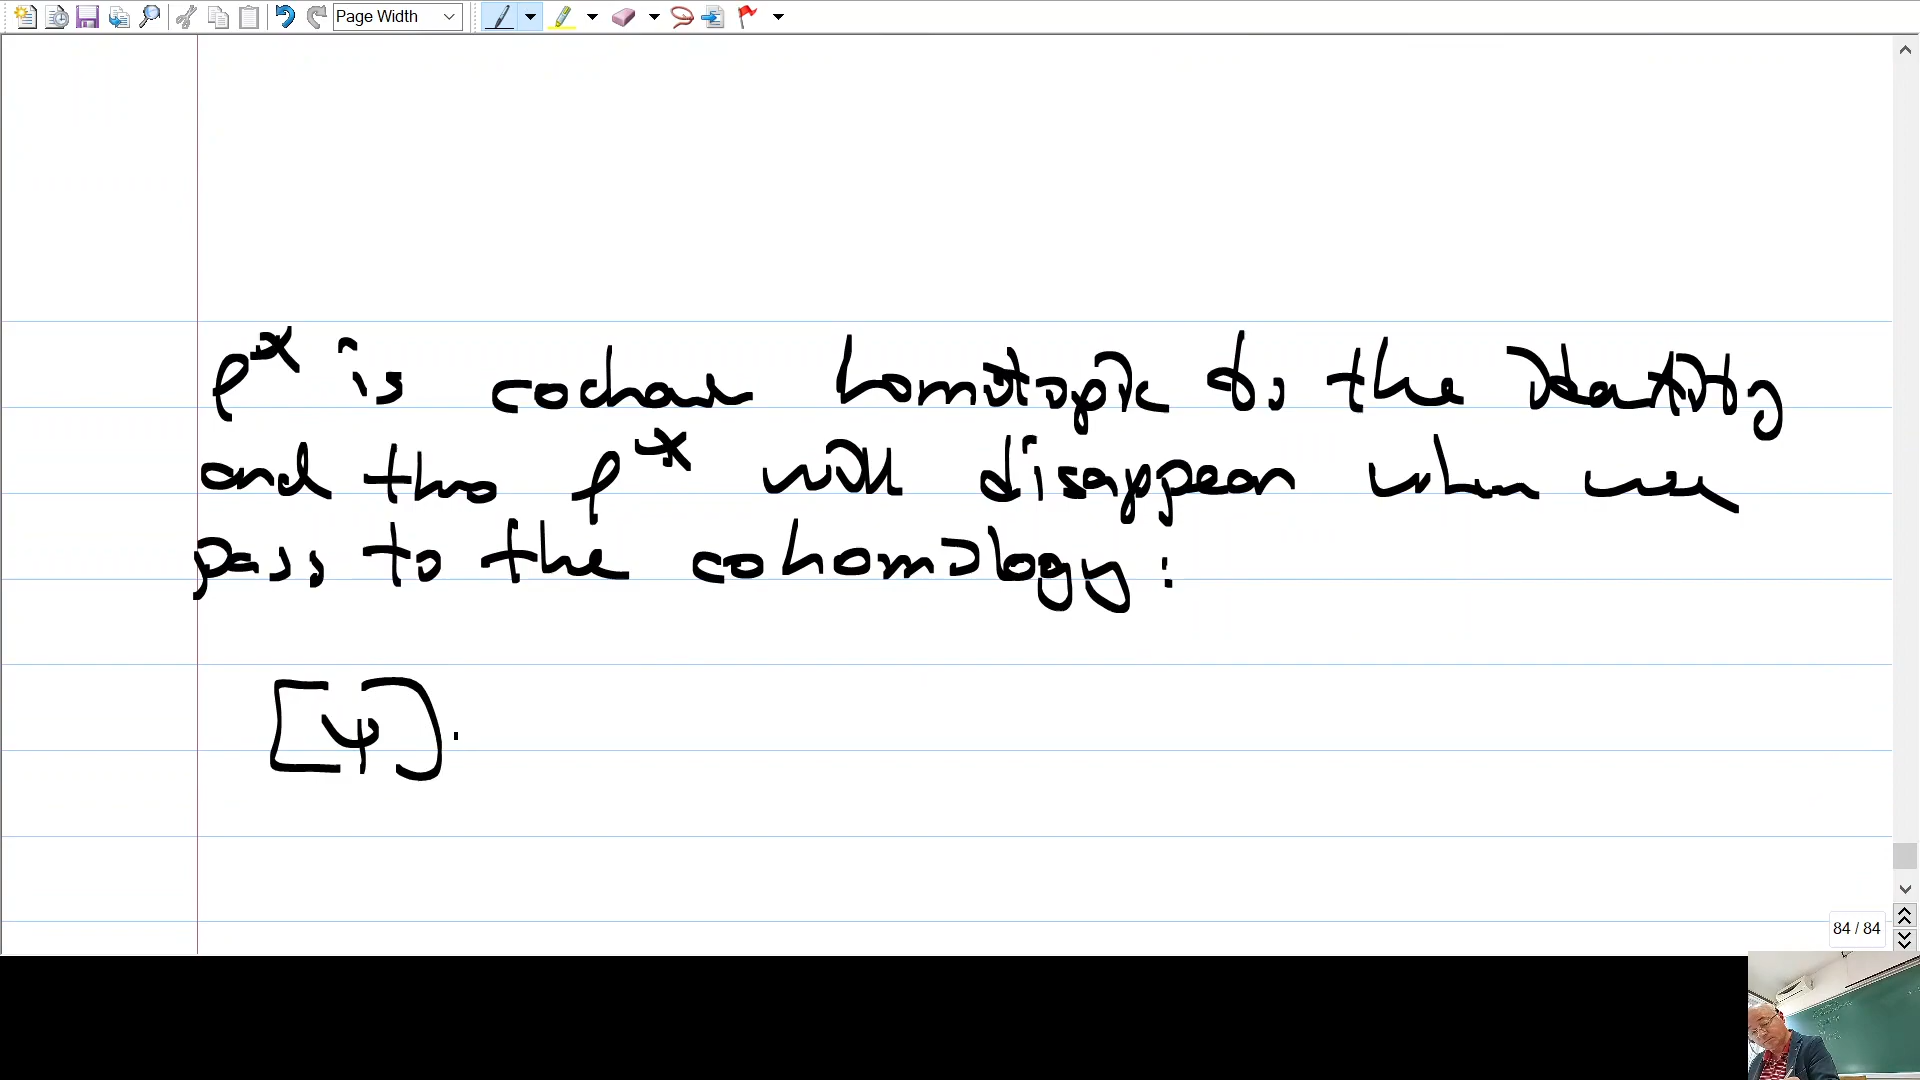 Page Width
ρ* is cochain homotopic to the identity
and thus ρ* will disappear when we
pass to the cohomology:
[ψ].
84 / 84